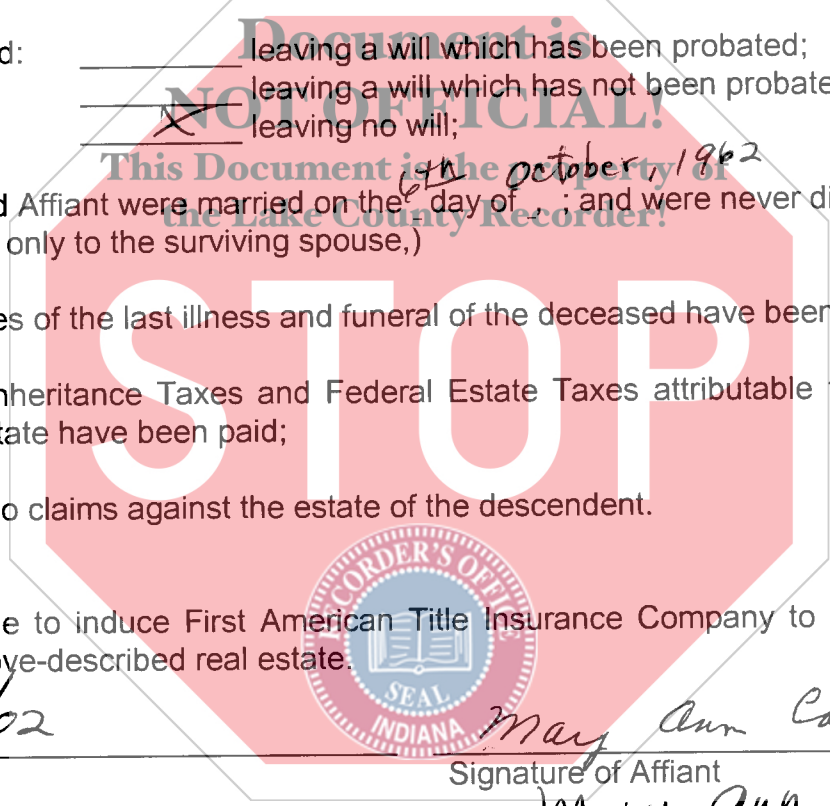 Document is
d: leaving a will which has been probated;
leaving a will which has not been probate
NOT OFFICIAL!
X leaving no will;
This Document is the property of
6th october, 1962
d Affiant were married on the _ day of _, ; and were never di
the Lake County Recorder!
only to the surviving spouse,)
es of the last illness and funeral of the deceased have been
STOP
nheritance Taxes and Federal Estate Taxes attributable
tate have been paid;
o claims against the estate of the descendent.
RECORDER'S OFFICE
e to induce First American Title Insurance Company to
ve-described real estate.
SEAL
INDIANA
02
Mary Ann Ca
Signature of Affiant